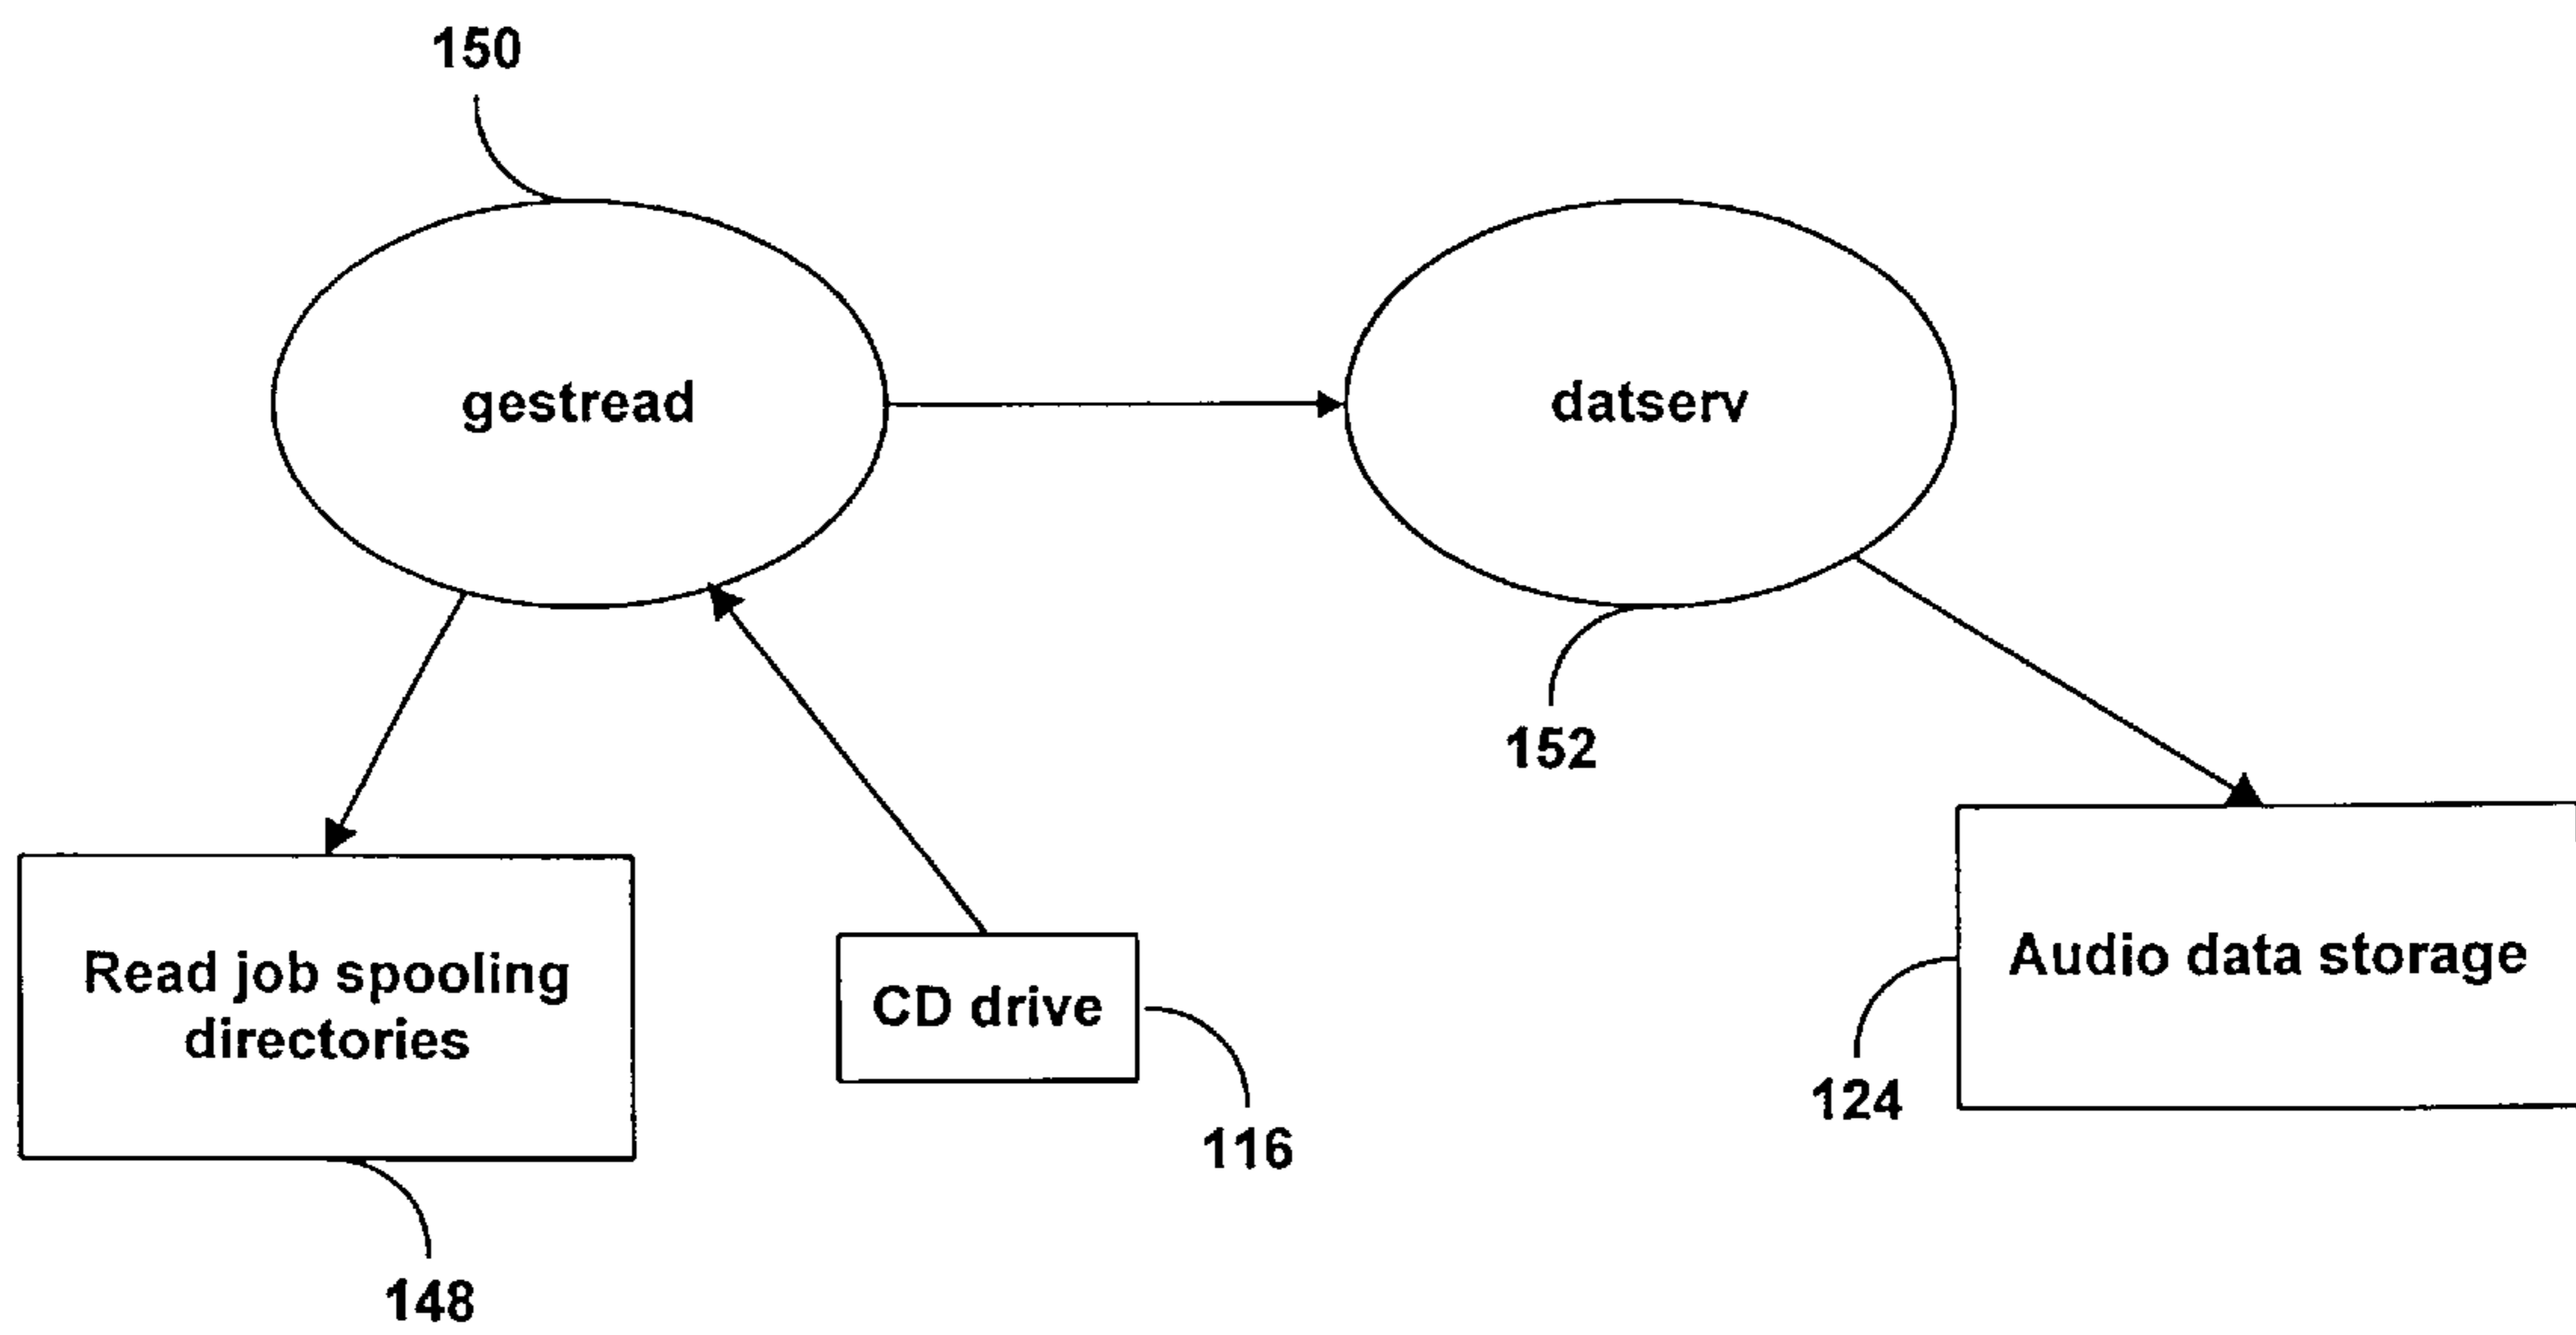 150
gestread
datserv
152
Read job spooling
directories
CD drive
Audio data storage
124
116
148